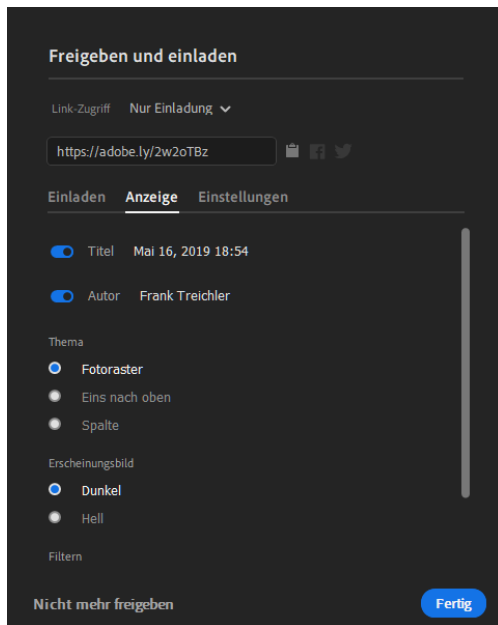 Freigeben und einladen
Link-Zugriff Nur Einladung
https://adobe.ly/2w2oTBz
Einladen Anzeige Einstellungen
Titel Mai 16, 2019 18:54
Autor Frank Treichler
Thema
Fotoraster
Eins nach oben
Spalte
Erscheinungsbild
Dunkel
Hell
Filtern
Nicht mehr freigeben Fertig